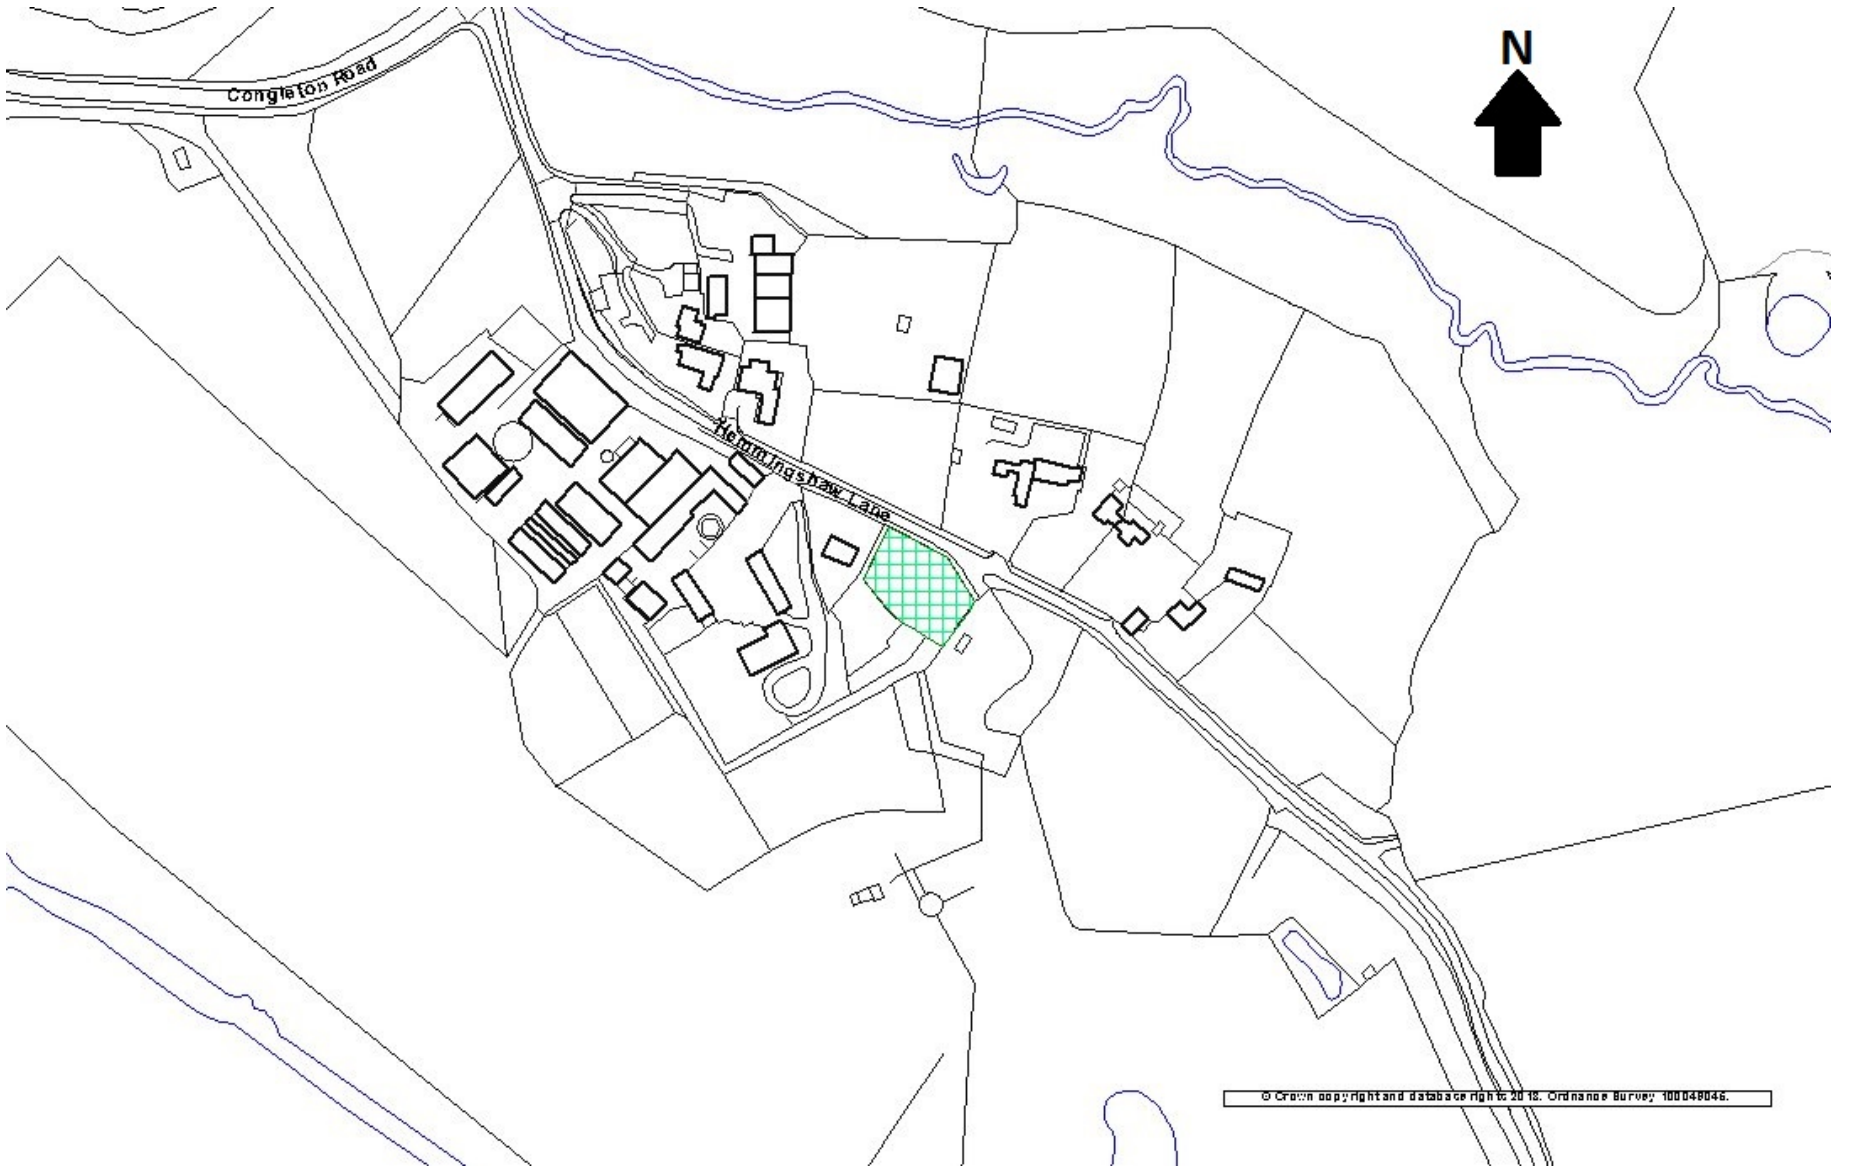 N
Congleton Road
Hemmingshaw Lane
© Crown copyright and database rights 2018. Ordnance Survey 100049046.